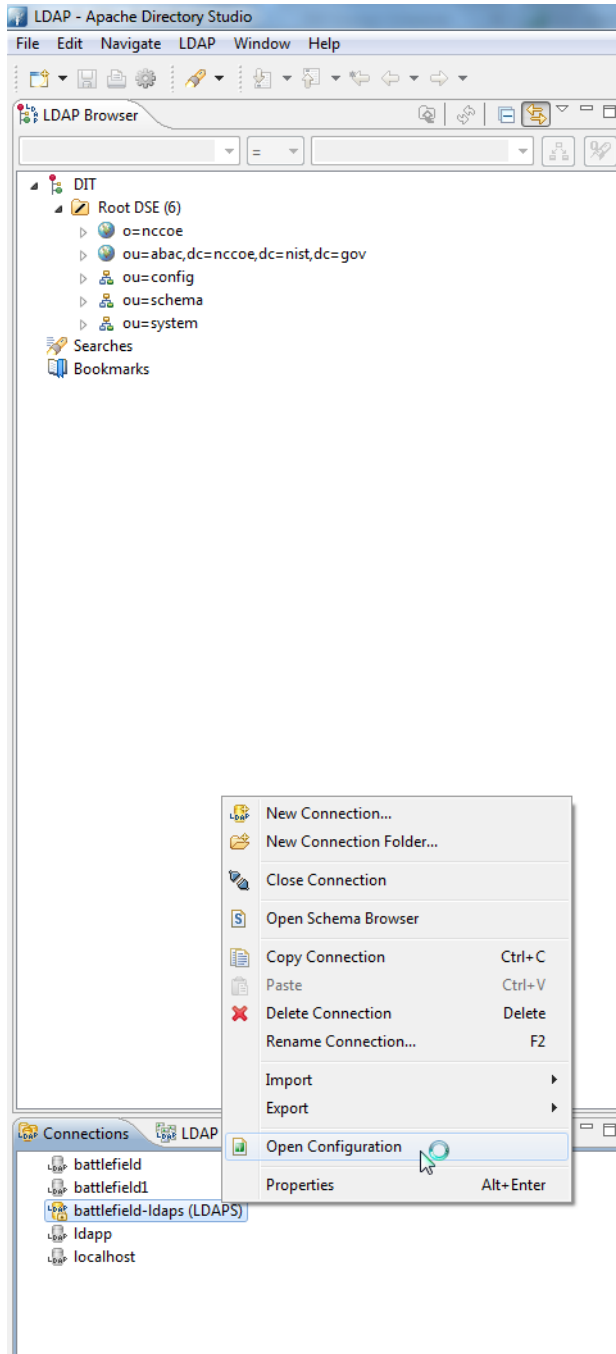 LDAP - Apache Directory Studio
File Edit Navigate LDAP Window Help
LDAP Browser
=
DIT
Root DSE (6)
o=nccoe
ou=abac,dc=nccoe,dc=nist,dc=gov
ou=config
ou=schema
ou=system
Searches
Bookmarks
New Connection...
New Connection Folder...
Close Connection
Open Schema Browser
Copy Connection Ctrl+C
Paste Ctrl+V
Delete Connection Delete
Rename Connection... F2
Import
Export
Open Configuration
Properties Alt+Enter
Connections LDAP
battlefield
battlefield1
battlefield-ldaps (LDAPS)
ldapp
localhost